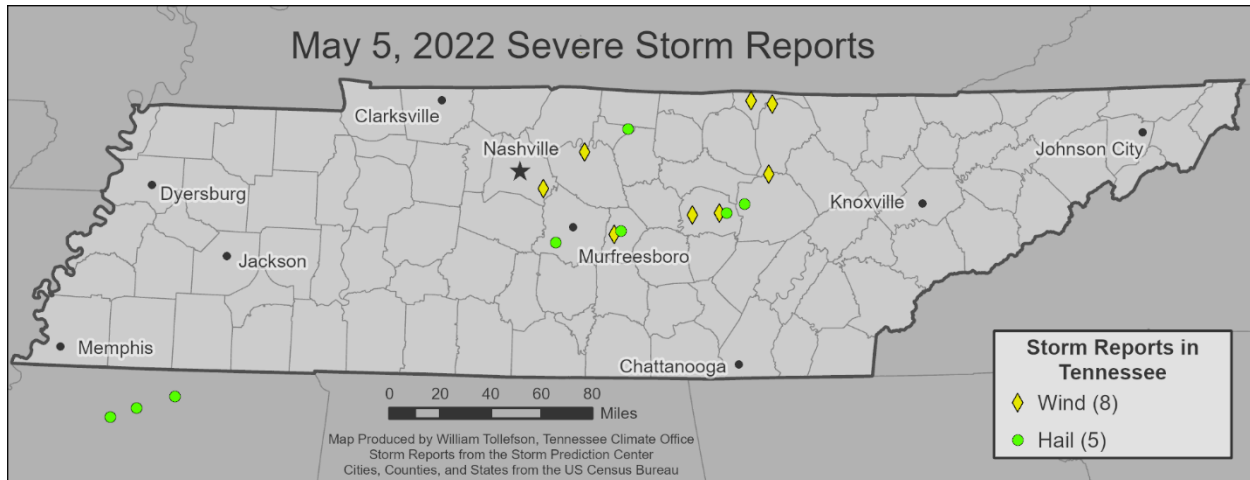 May 5, 2022 Severe Storm Reports
Clarksville
Nashville
Johnson City
Dyersburg
Knoxville
Murfreesboro
Jackson
Memphis
Chattanooga
0 20 40 60 80
Miles
Map Produced by William Tollefson, Tennessee Climate Office
Storm Reports from the Storm Prediction Center
Cities, Counties, and States from the US Census Bureau
Storm Reports in
Tennessee
Wind (8)
Hail (5)